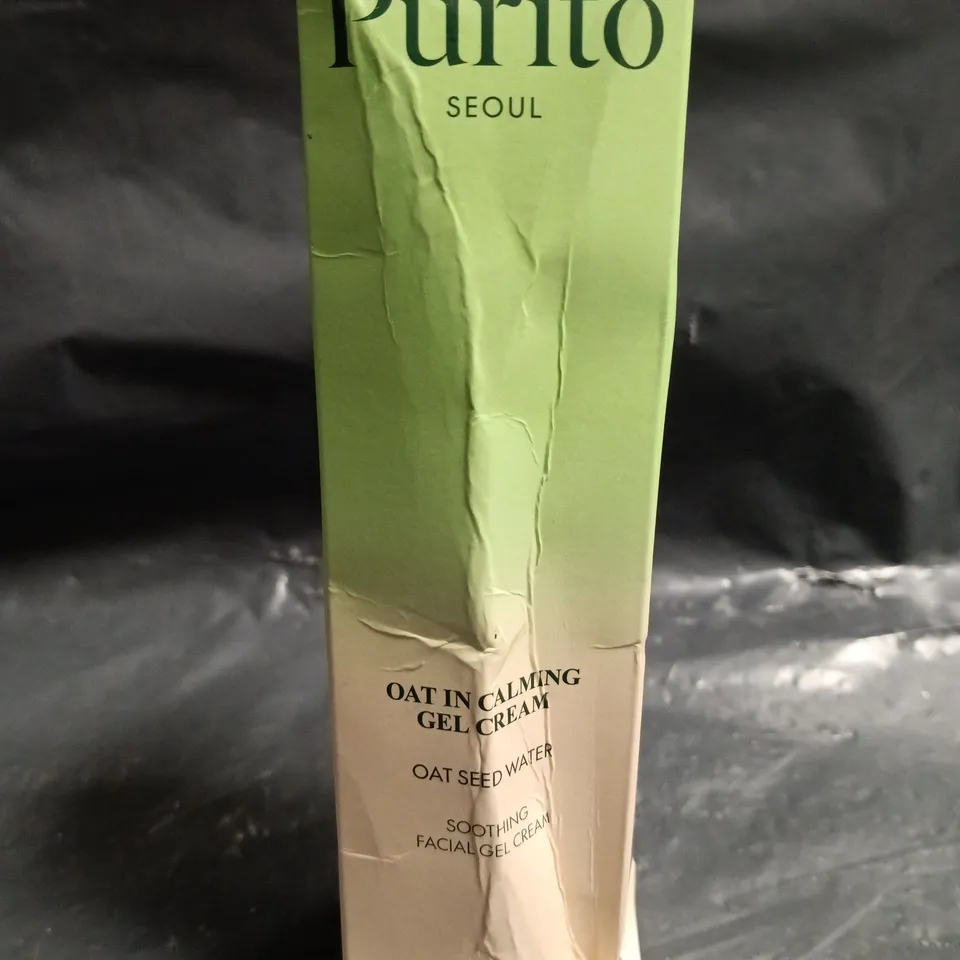 Purito
SEOUL
OAT IN CALMING
GEL CREAM
OAT SEED WATER
SOOTHING
FACIAL GEL CREAM